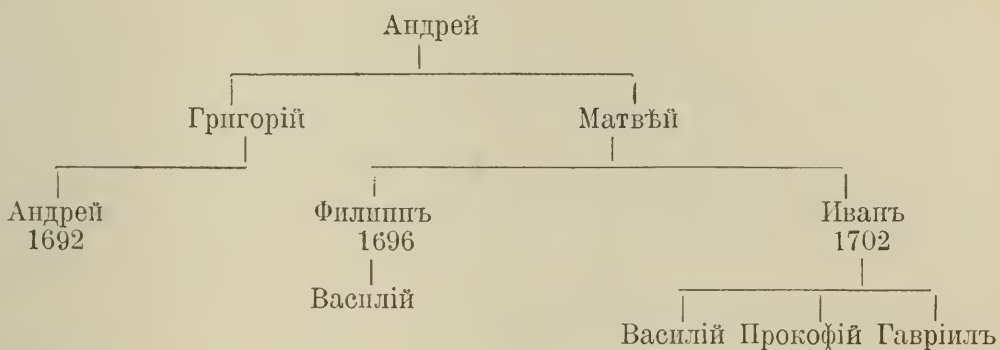 Андрей
Григорій Матвѣй
Андрей Филиппъ Иванъ
1692 1696 1702
Василій
Василій Прокофій Гавріилъ